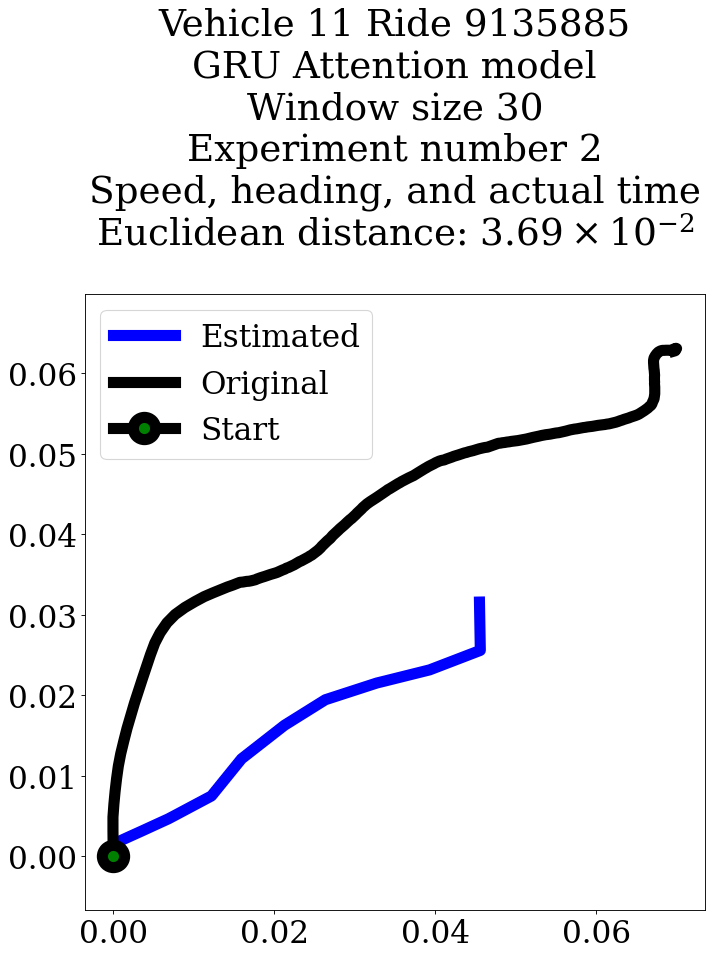 Vehicle 11 Ride 9135885
GRU Attention model
Window size 30
Experiment number 2
Speed, heading, and actual time
Euclidean distance: 3.69 × 10⁻²
Estimated
Original
Start
0.06
0.05
0.04
0.03
0.02
0.01
0.00
0.00 0.02 0.04 0.06